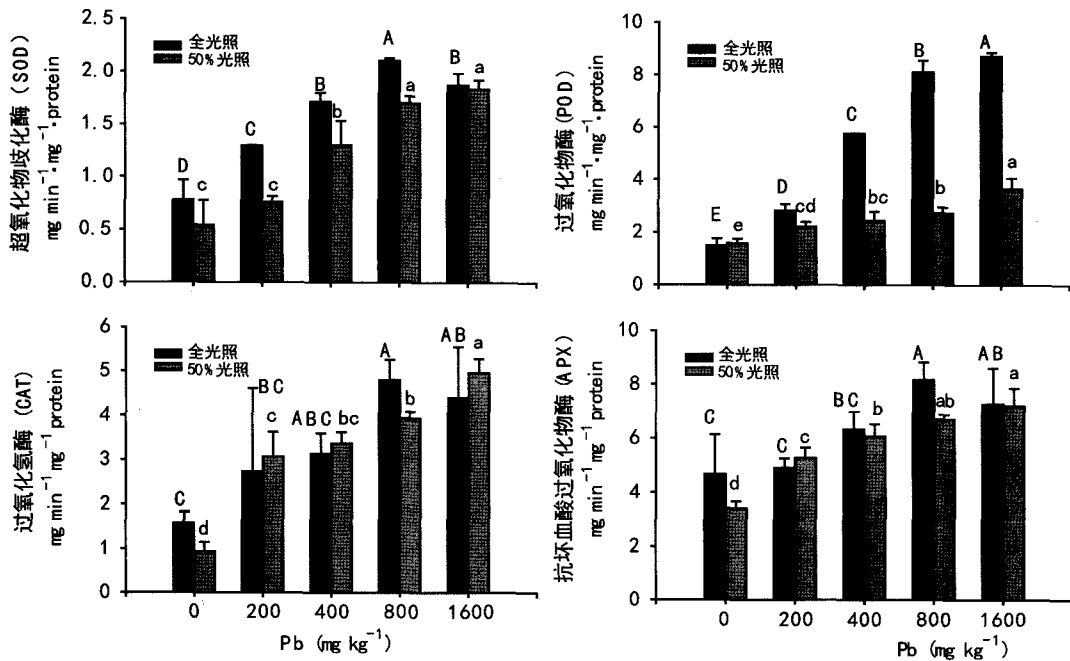 超氧化物歧化酶 (SOD)
mg min⁻¹·mg⁻¹·protein
2.5
2.0
1.5
1.0
0.5
0.0
全光照
50%光照
D c C c B b A a B a
过氧化物酶 (POD)
mg min⁻¹·mg⁻¹·protein
10
8
6
4
2
0
全光照
50%光照
E e D cd C bc B b A a
过氧化氢酶 (CAT)
mg min⁻¹ mg⁻¹ protein
6
5
4
3
2
1
0
全光照
50%光照
C d BC c ABC bc A b AB a
0 200 400 800 1600
Pb (mg kg⁻¹)
抗坏血酸过氧化物酶 (APX)
mg min⁻¹ mg⁻¹ protein
10
8
6
4
2
0
全光照
50%光照
C d C c BC b A ab AB a
0 200 400 800 1600
Pb (mg kg⁻¹)